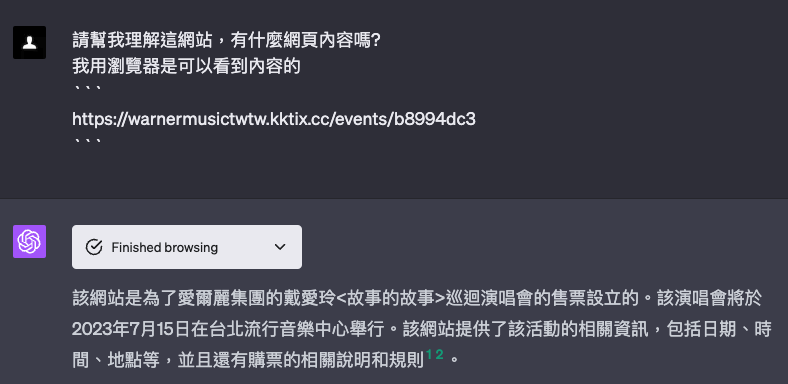 請幫我理解這網站，有什麼網頁內容嗎?
我用瀏覽器是可以看到內容的
```
https://warnermusictwtw.kktix.cc/events/b8994dc3
```
Finished browsing
該網站是為了愛爾麗集團的戴愛玲<故事的故事>巡迴演唱會的售票設立的。該演唱會將於
2023年7月15日在台北流行音樂中心舉行。該網站提供了該活動的相關資訊，包括日期、時
間、地點等，並且還有購票的相關說明和規則1 2。